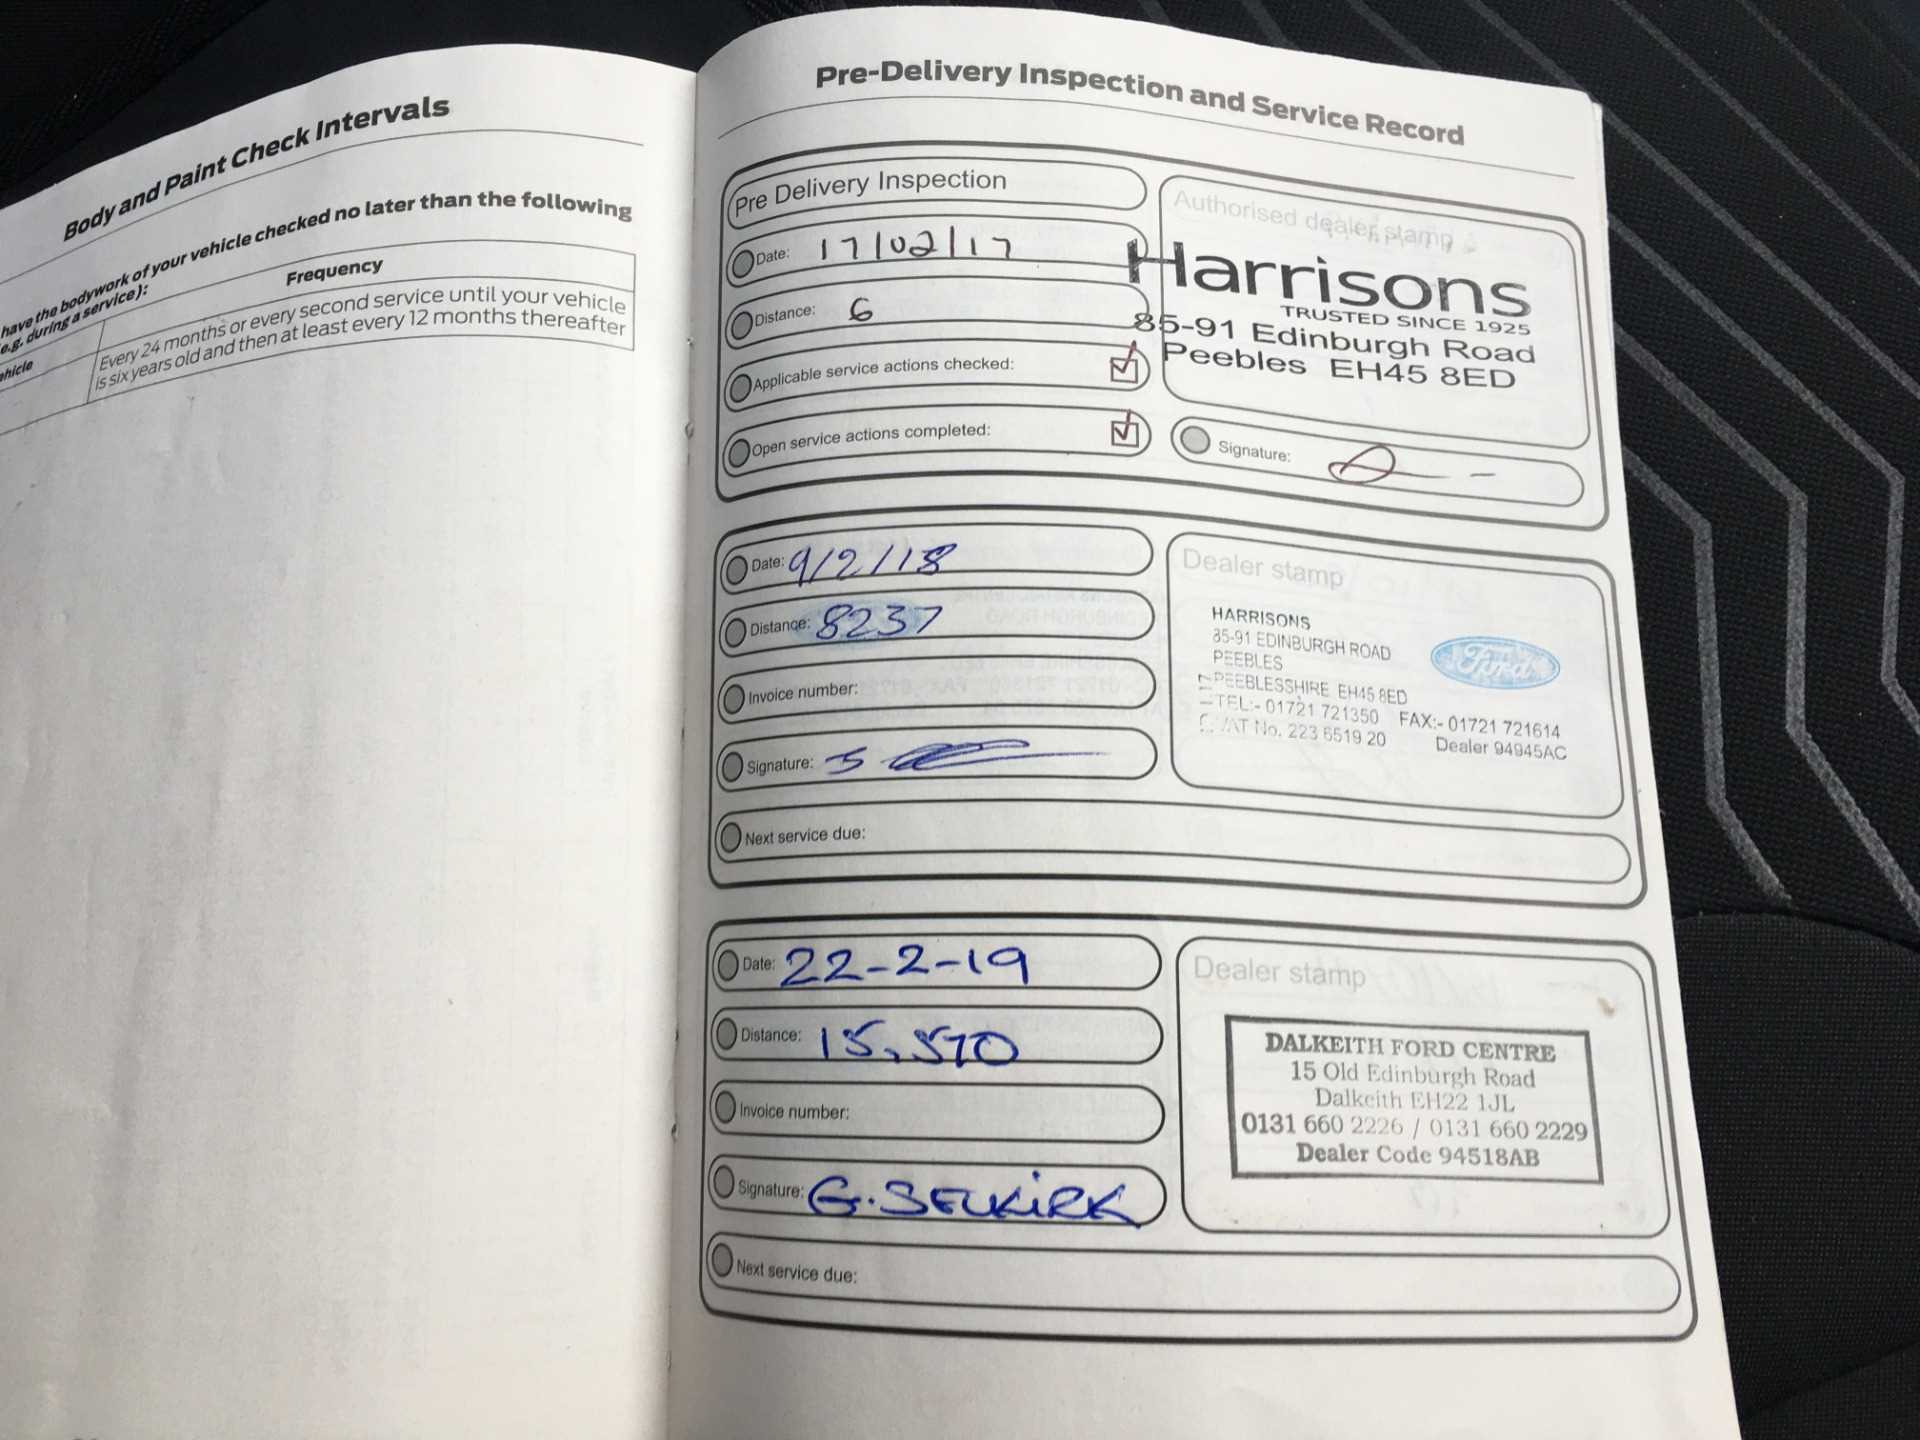 Body and Paint Check Intervals
have the bodywork of your vehicle checked no later than the following
e.g. during a service):
Frequency
Every 24 months or every second service until your vehicle
is six years old and then at least every 12 months thereafter
Pre-Delivery Inspection and Service Record
Pre Delivery Inspection
Date: 17/02/17
Distance: 6
Applicable service actions checked:
Open service actions completed:
Authorised dealer stamp
Harrisons
TRUSTED SINCE 1925
85-91 Edinburgh Road
Peebles EH45 8ED
Signature:
Date: 9/2/18
Distance: 8237
Invoice number:
Signature:
Next service due:
Dealer stamp
HARRISONS
85-91 EDINBURGH ROAD
PEEBLES
PEEBLESSHIRE EH45 8ED
TEL:- 01721 721350 FAX:- 01721 721614
VAT No. 223 6519 20 Dealer 94945AC
Ford
Date: 22-2-19
Distance: 15,570
Invoice number:
Signature: G. SELKIRK
Next service due:
Dealer stamp
DALKEITH FORD CENTRE
15 Old Edinburgh Road
Dalkeith EH22 1JL
0131 660 2226 / 0131 660 2229
Dealer Code 94518AB